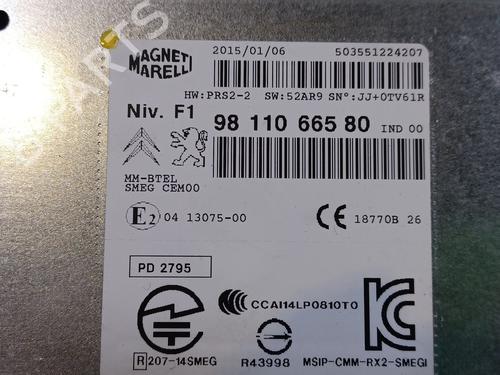 MAGNETI
MARELLI
2015/01/06
503551224207
HW:PRS2-2 SW:52AR9 SN°:JJ+0TV61R
Niv. F1
98 110 665 80 IND 00
MM-BTEL
SMEG CEM00
E2 04 13075-00
CE 18770B 26
PD 2795
CCAI14LP0810T0
R 207-14SMEG
R43998
MSIP-CMM-RX2-SMEGI